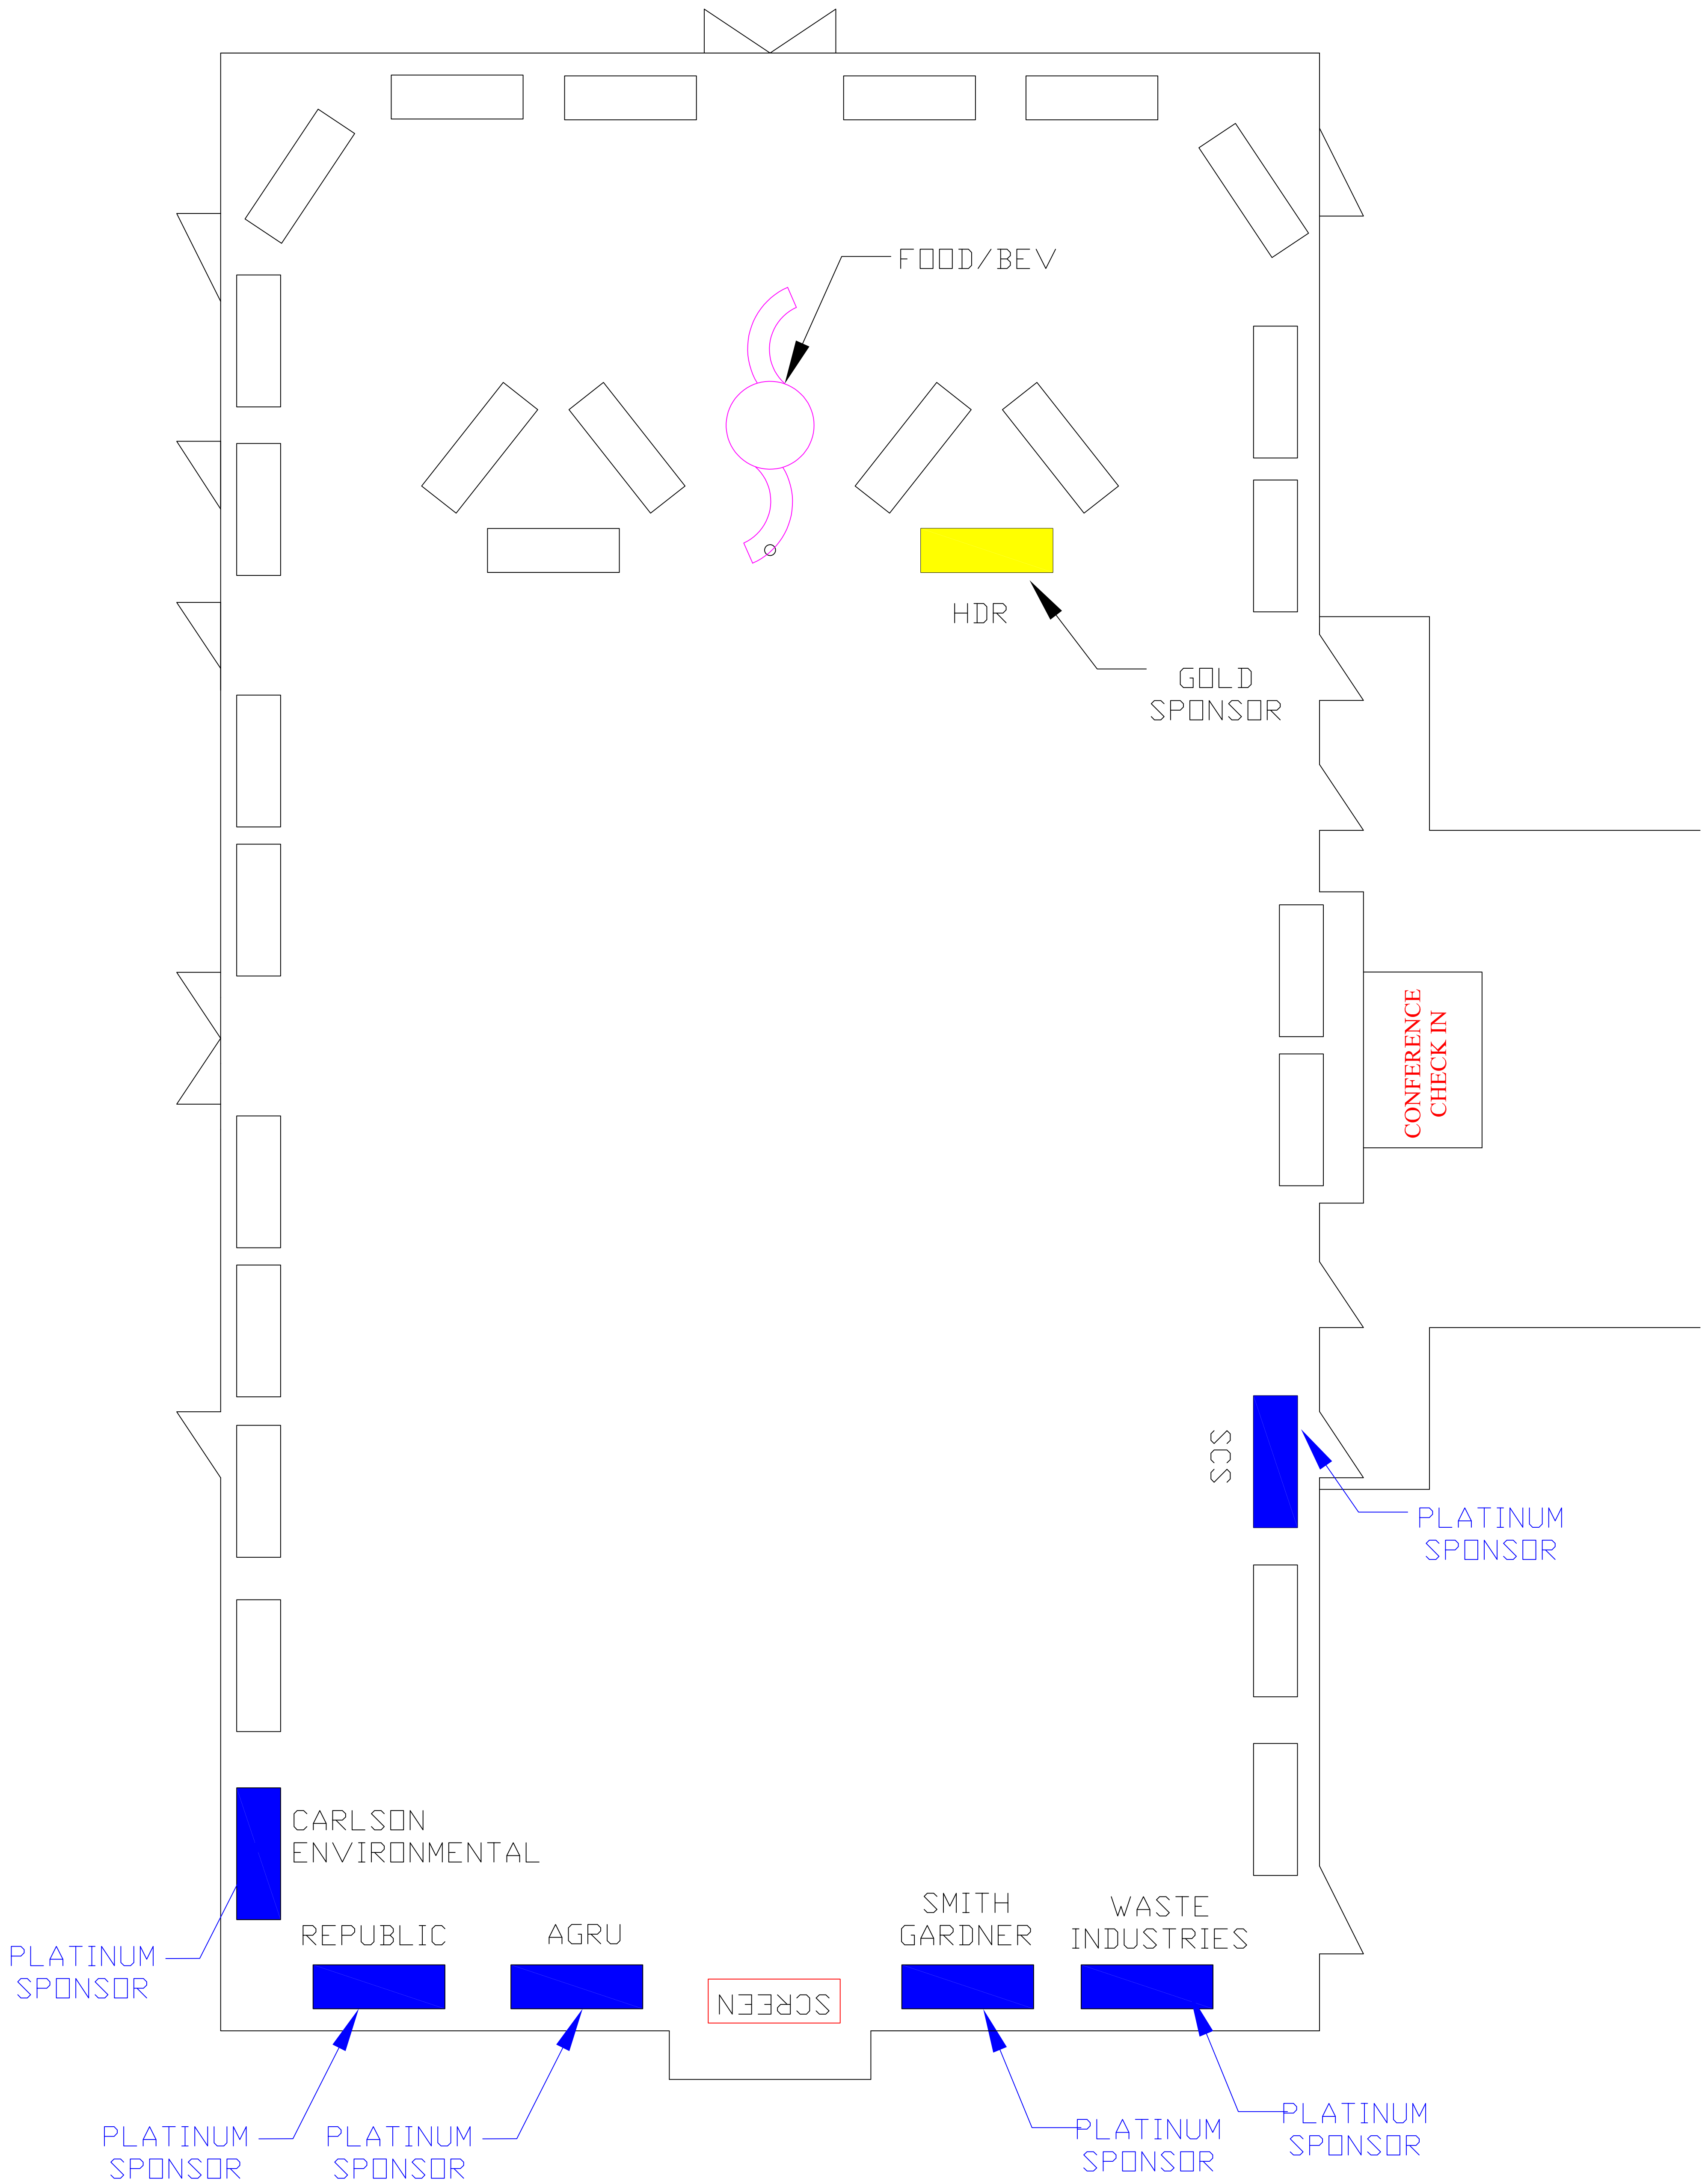 FOOD/BEV
HDR
GOLD
SPONSOR
CONFERENCE
CHECK IN
SCS
PLATINUM
SPONSOR
CARLSON
ENVIRONMENTAL
SMITH
GARDNER
WASTE
INDUSTRIES
REPUBLIC
AGRU
PLATINUM
SPONSOR
SCREEN
PLATINUM
SPONSOR
PLATINUM
SPONSOR
PLATINUM
SPONSOR
PLATINUM
SPONSOR